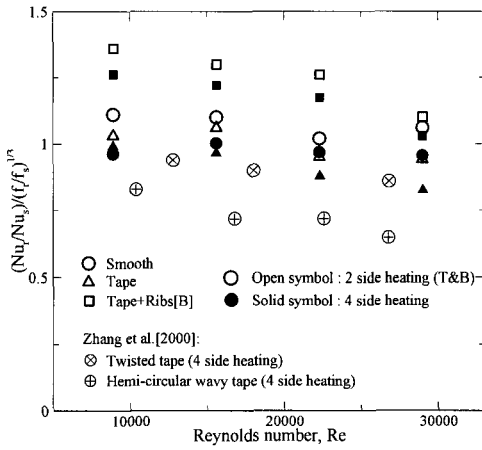 1.5
1
0.5
0
(Nu_r/Nu_s)/(f_r/f_s)^1/3
Smooth
Tape
Tape+Ribs[B]
Open symbol : 2 side heating (T&B)
Solid symbol : 4 side heating
Zhang et al.[2000]:
Twisted tape (4 side heating)
Hemi-circular wavy tape (4 side heating)
10000 20000 30000
Reynolds number, Re